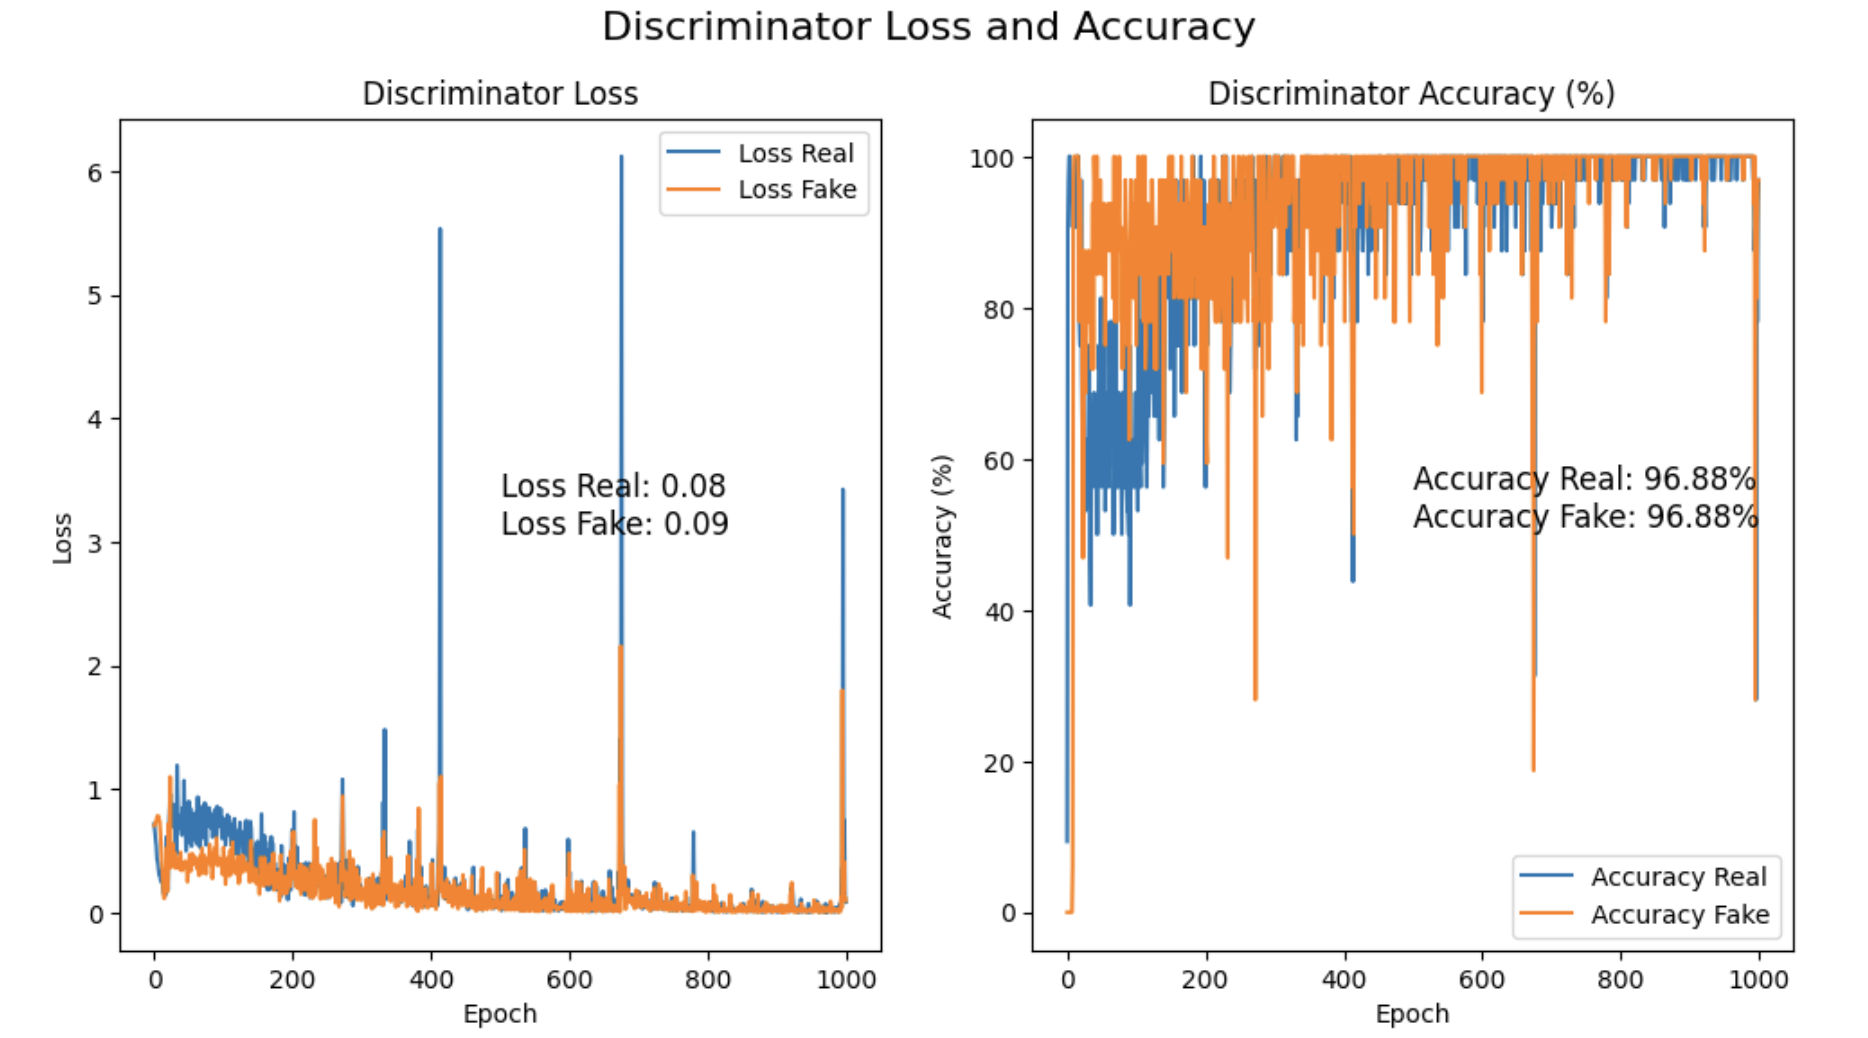 Discriminator Loss and Accuracy
Discriminator Loss
Loss Real
Loss Fake
6
5
4
3
2
1
0
Loss
Loss Real: 0.08
Loss Fake: 0.09
0 200 400 600 800 1000
Epoch
Discriminator Accuracy (%)
100
80
60
40
20
0
Accuracy (%)
Accuracy Real: 96.88%
Accuracy Fake: 96.88%
Accuracy Real
Accuracy Fake
0 200 400 600 800 1000
Epoch